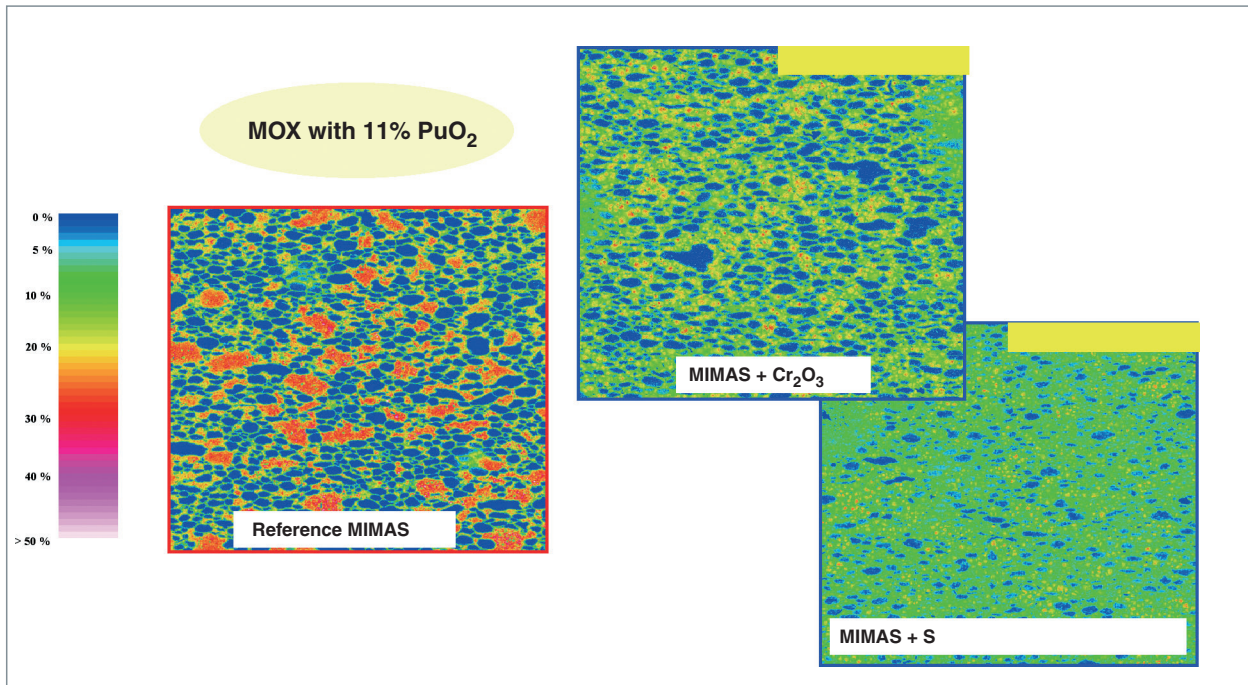 MOX with 11% PuO₂
0 %
5 %
10 %
20 %
30 %
40 %
> 50 %
Reference MIMAS
MIMAS + Cr₂O₃
MIMAS + S